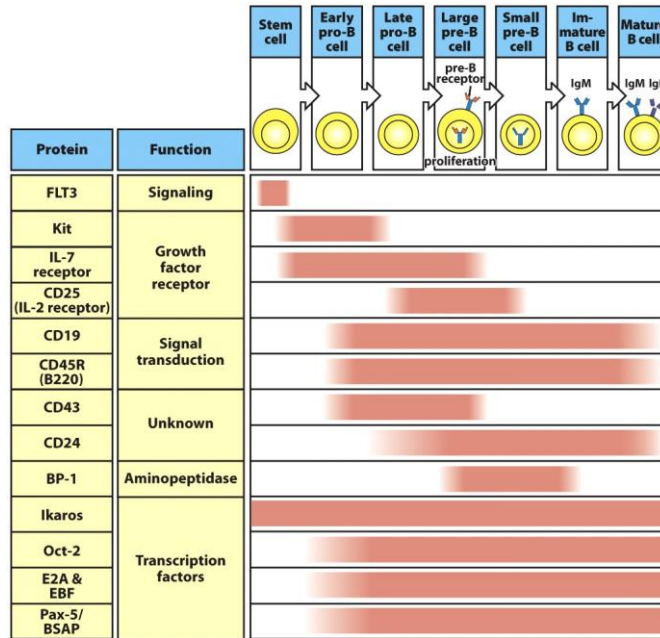 Stem
cell
Early
pro-B
cell
Late
pro-B
cell
Large
pre-B
cell
Small
pre-B
cell
Im-
mature
B cell
Mature
B cell
pre-B
receptor
IgM
IgM
proliferation
Protein
Function
FLT3
Signaling
Kit
IL-7
receptor
CD25
(IL-2 receptor)
Growth
factor
receptor
CD19
CD45R
(B220)
Signal
transduction
CD43
CD24
Unknown
BP-1
Aminopeptidase
Ikaros
Oct-2
E2A &
EBF
Pax-5/
BSAP
Transcription
factors